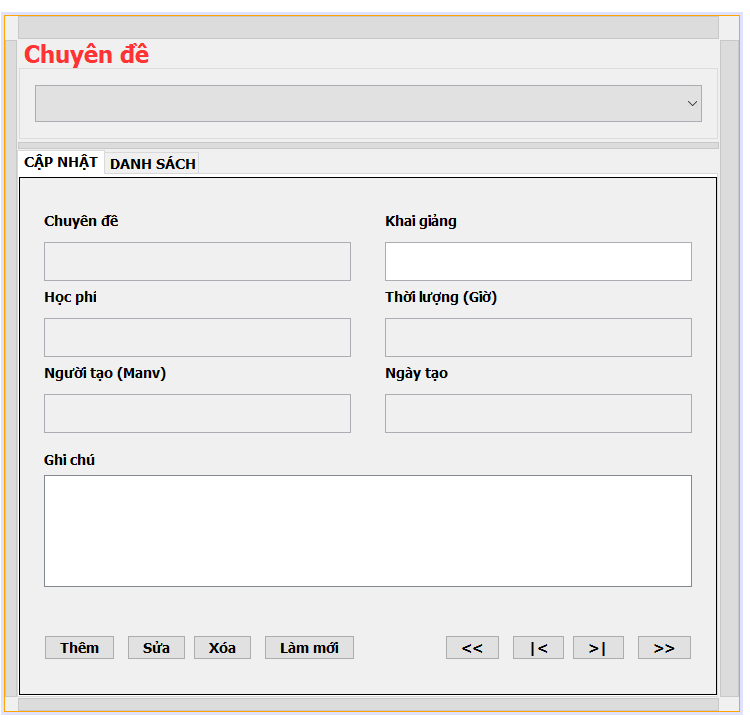 Chuyên đề
CẬP NHẬT DANH SÁCH
Chuyên đề Khai giảng
Học phí Thời lượng (Giờ)
Người tạo (Manv) Ngày tạo
Ghi chú
Thêm Sửa Xóa Làm mới << |< >| >>